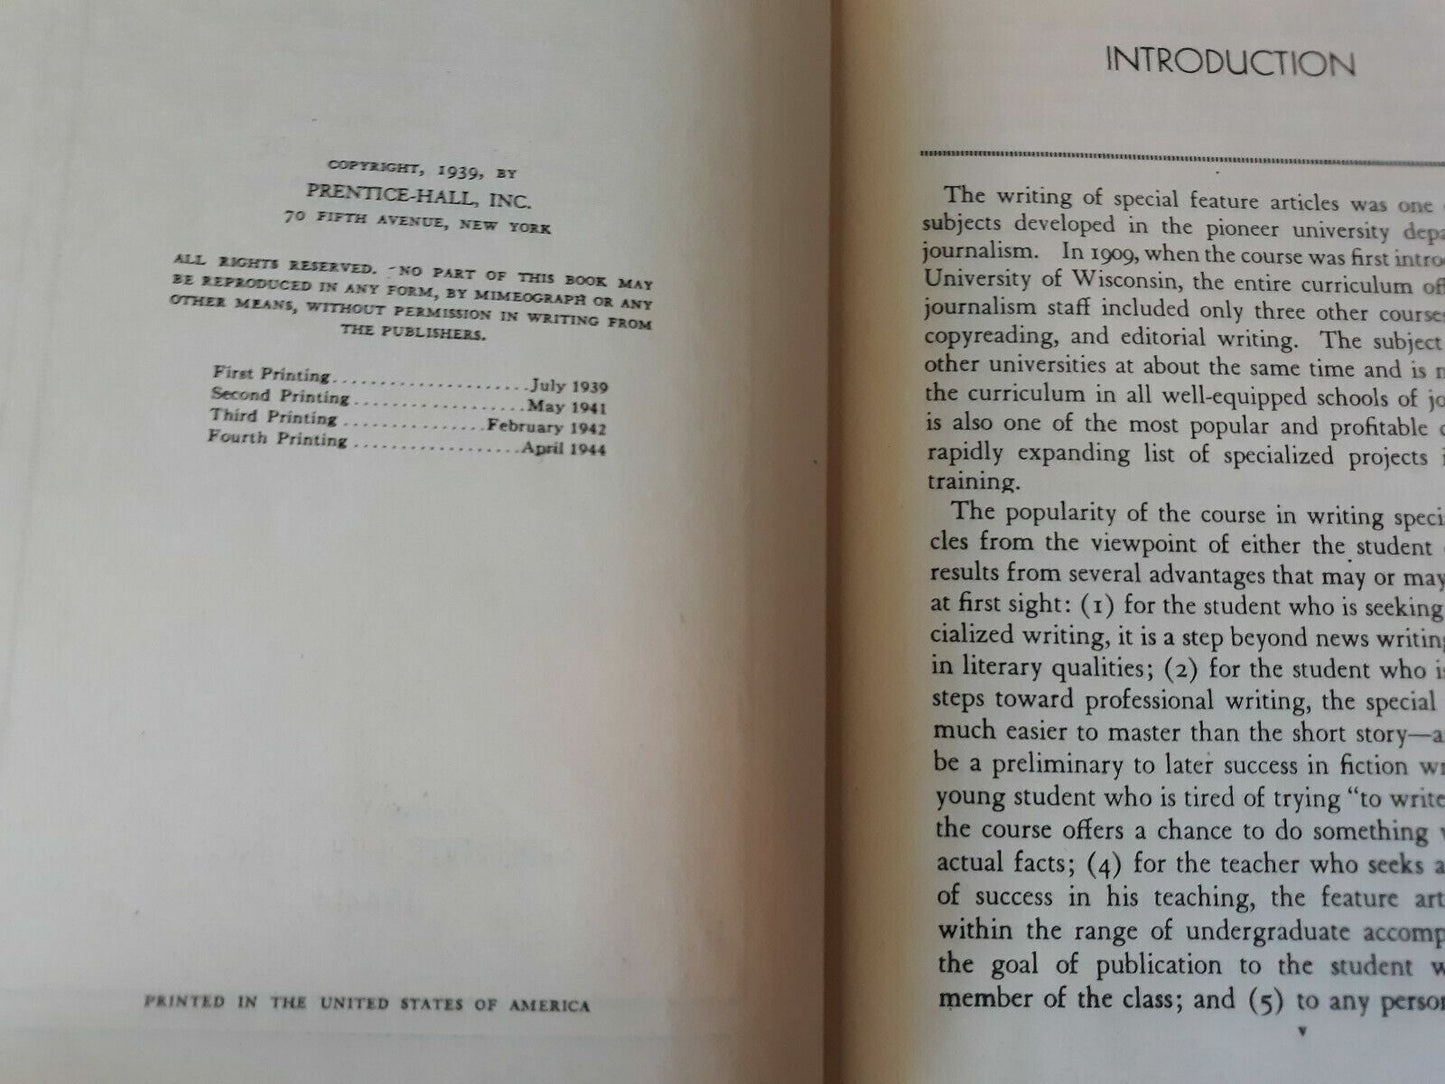 COPYRIGHT, 1939, BY
PRENTICE-HALL, INC.
70 FIFTH AVENUE, NEW YORK
ALL RIGHTS RESERVED. NO PART OF THIS BOOK MAY
BE REPRODUCED IN ANY FORM, BY MIMEOGRAPH OR ANY
OTHER MEANS, WITHOUT PERMISSION IN WRITING FROM
THE PUBLISHERS.
First Printing.....................July 1939
Second Printing...................May 1941
Third Printing...............February 1942
Fourth Printing..................April 1944
PRINTED IN THE UNITED STATES OF AMERICA
INTRODUCTION
The writing of special feature articles was one
subjects developed in the pioneer university
journalism. In 1909, when the course was first
University of Wisconsin, the entire curriculum
journalism staff included only three other courses
copyreading, and editorial writing. The subject
other universities at about the same time and is
the curriculum in all well-equipped schools of
is also one of the most popular and profitable
rapidly expanding list of specialized projects
training.
The popularity of the course in writing
cles from the viewpoint of either the student
results from several advantages that may or may
at first sight: (1) for the student who is seeking
cialized writing, it is a step beyond news writing
in literary qualities; (2) for the student who
steps toward professional writing, the special
much easier to master than the short story—
be a preliminary to later success in fiction
young student who is tired of trying "to write
the course offers a chance to do something
actual facts; (4) for the teacher who seeks
of success in his teaching, the feature
within the range of undergraduate
the goal of publication to the student
member of the class; and (5) to any person
v